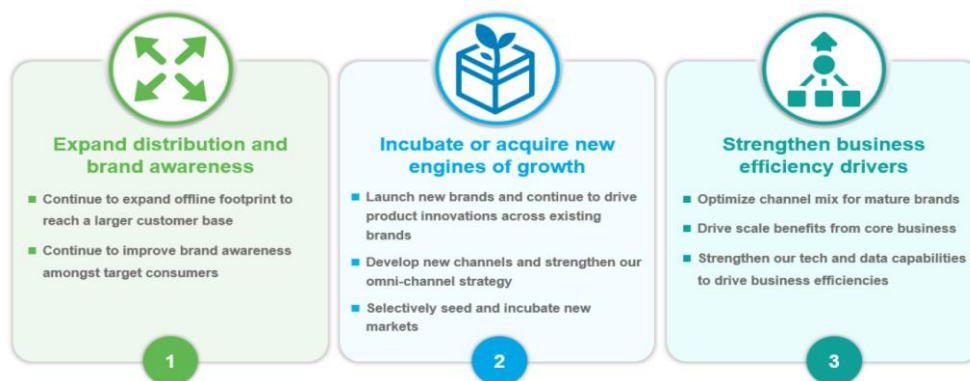 Expand distribution and
brand awareness
Continue to expand offline footprint to
reach a larger customer base
Continue to improve brand awareness
amongst target consumers
1
Incubate or acquire new
engines of growth
Launch new brands and continue to drive
product innovations across existing
brands
Develop new channels and strengthen our
omni-channel strategy
Selectively seed and incubate new
markets
2
Strengthen business
efficiency drivers
Optimize channel mix for mature brands
Drive scale benefits from core business
Strengthen our tech and data capabilities
to drive business efficiencies
3